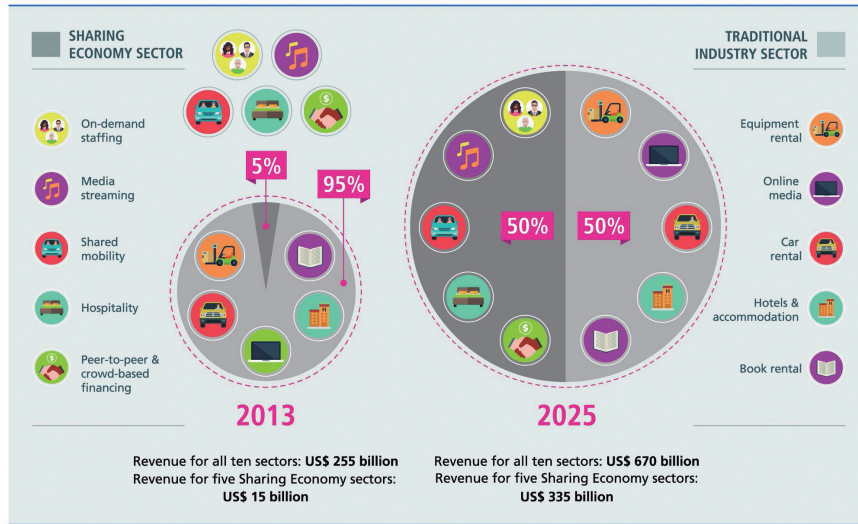 SHARING
ECONOMY SECTOR
TRADITIONAL
INDUSTRY SECTOR
On-demand
staffing
Media
streaming
Shared
mobility
Hospitality
Peer-to-peer &
crowd-based
financing
$
5%
95%
$
2013
50%
50%
$
2025
Equipment
rental
Online
media
Car
rental
Hotels &
accommodation
Book rental
Revenue for all ten sectors: US$ 255 billion
Revenue for five Sharing Economy sectors:
US$ 15 billion
Revenue for all ten sectors: US$ 670 billion
Revenue for five Sharing Economy sectors:
US$ 335 billion